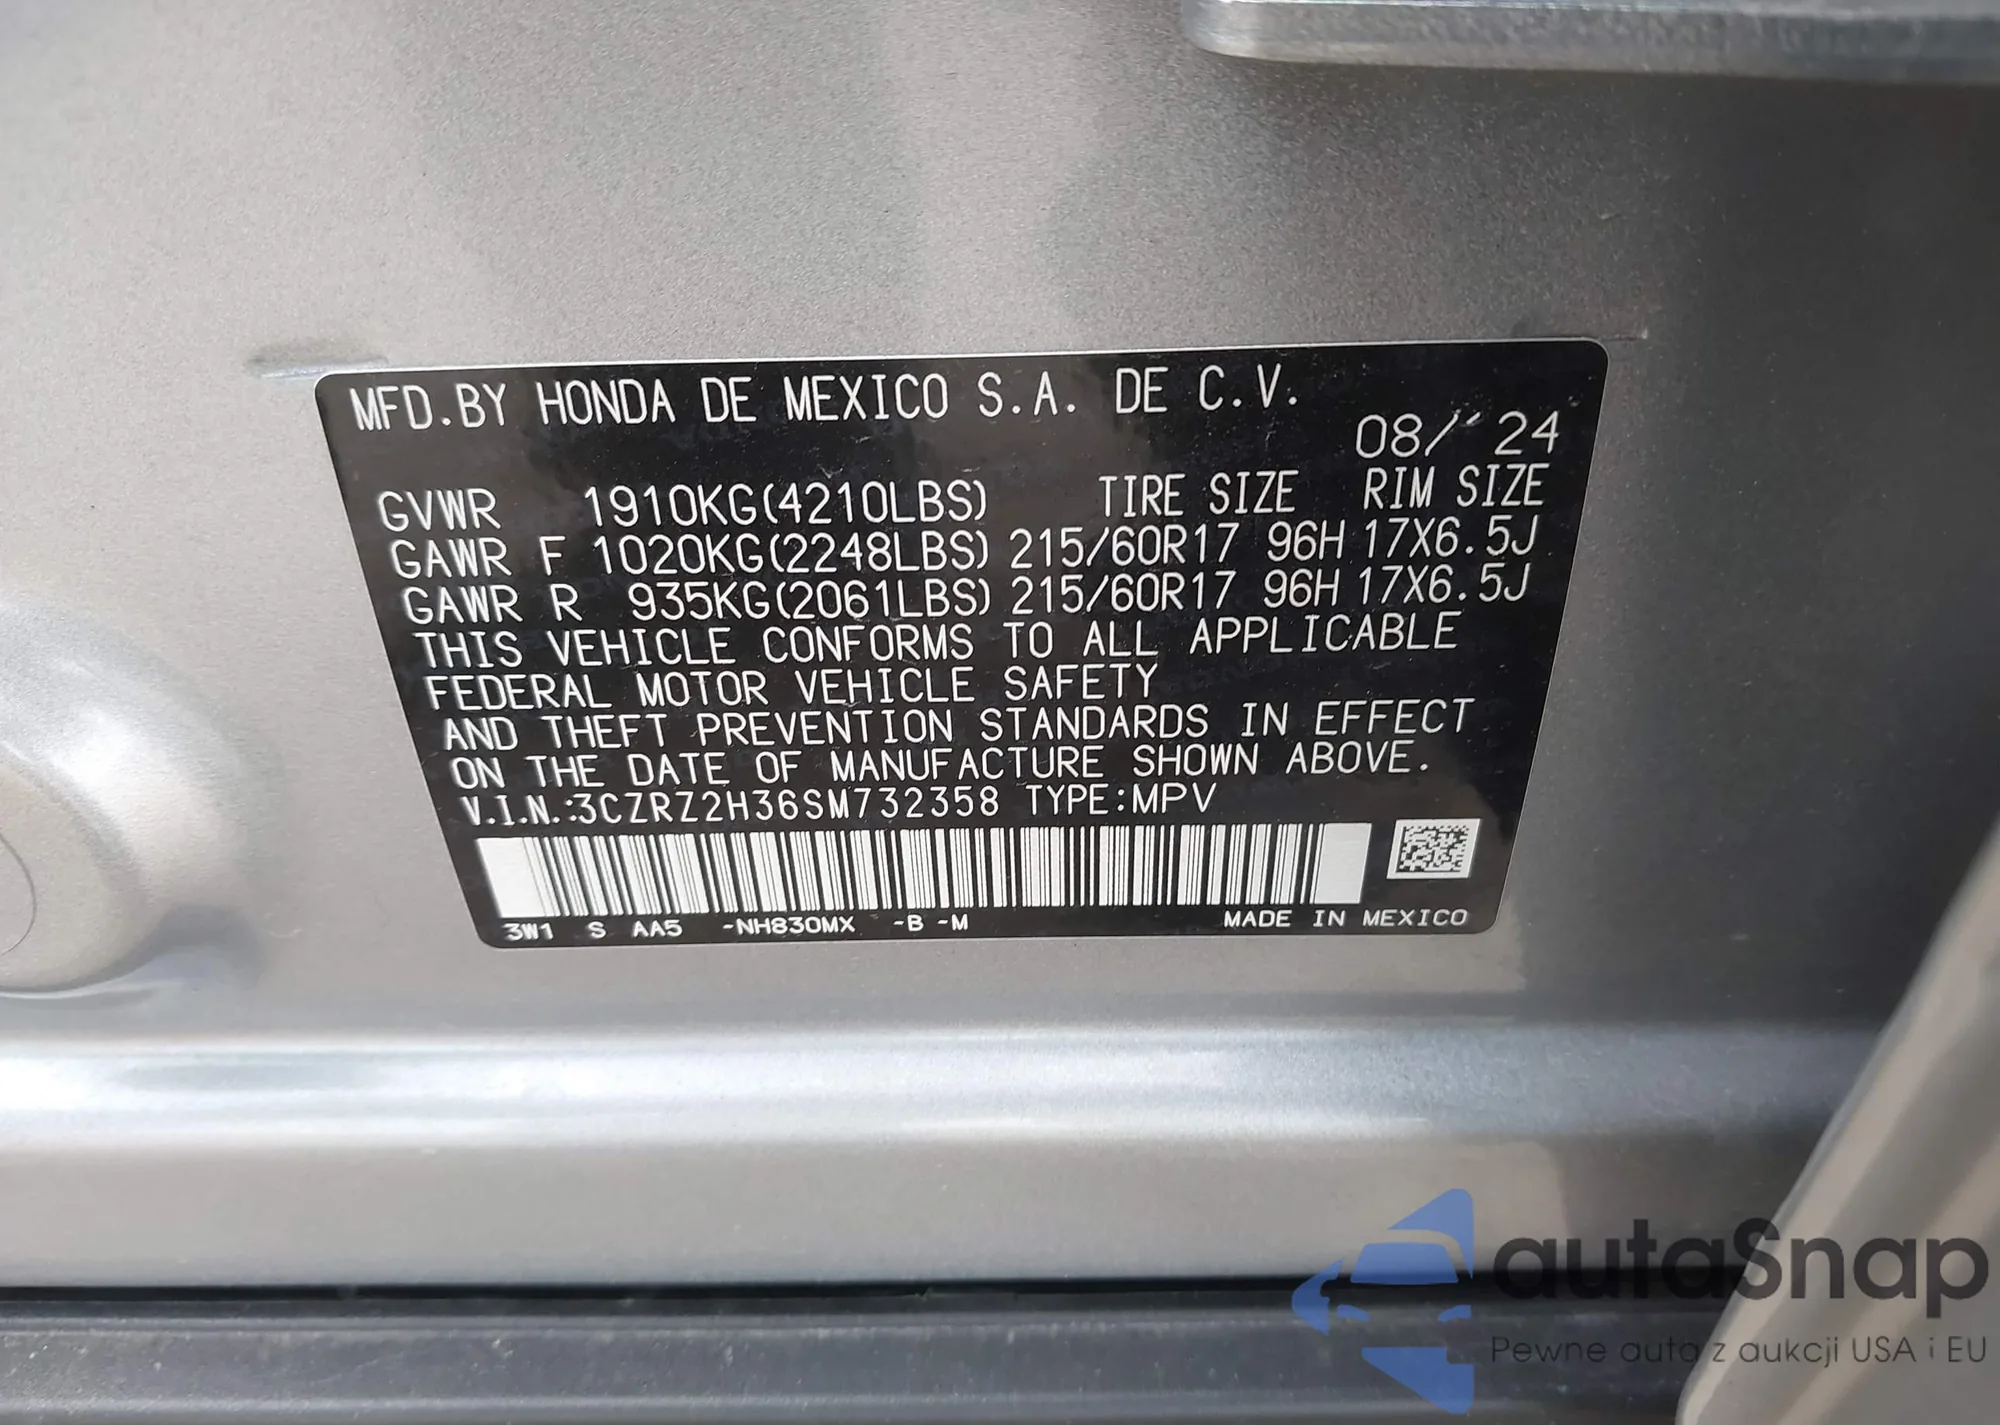 MFD.BY HONDA DE MEXICO S.A. DE C.V.
08/ 24
GVWR 1910KG(4210LBS) TIRE SIZE RIM SIZE
GAWR F 1020KG(2248LBS) 215/60R17 96H 17X6.5J
GAWR R 935KG(2061LBS) 215/60R17 96H 17X6.5J
THIS VEHICLE CONFORMS TO ALL APPLICABLE
FEDERAL MOTOR VEHICLE SAFETY
AND THEFT PREVENTION STANDARDS IN EFFECT
ON THE DATE OF MANUFACTURE SHOWN ABOVE.
V.I.N.:3CZRZ2H36SM732358 TYPE:MPV
3W1 S AA5 -NH830MX -B -M MADE IN MEXICO
autaSnap
Pewne auta z aukcji USA i EU